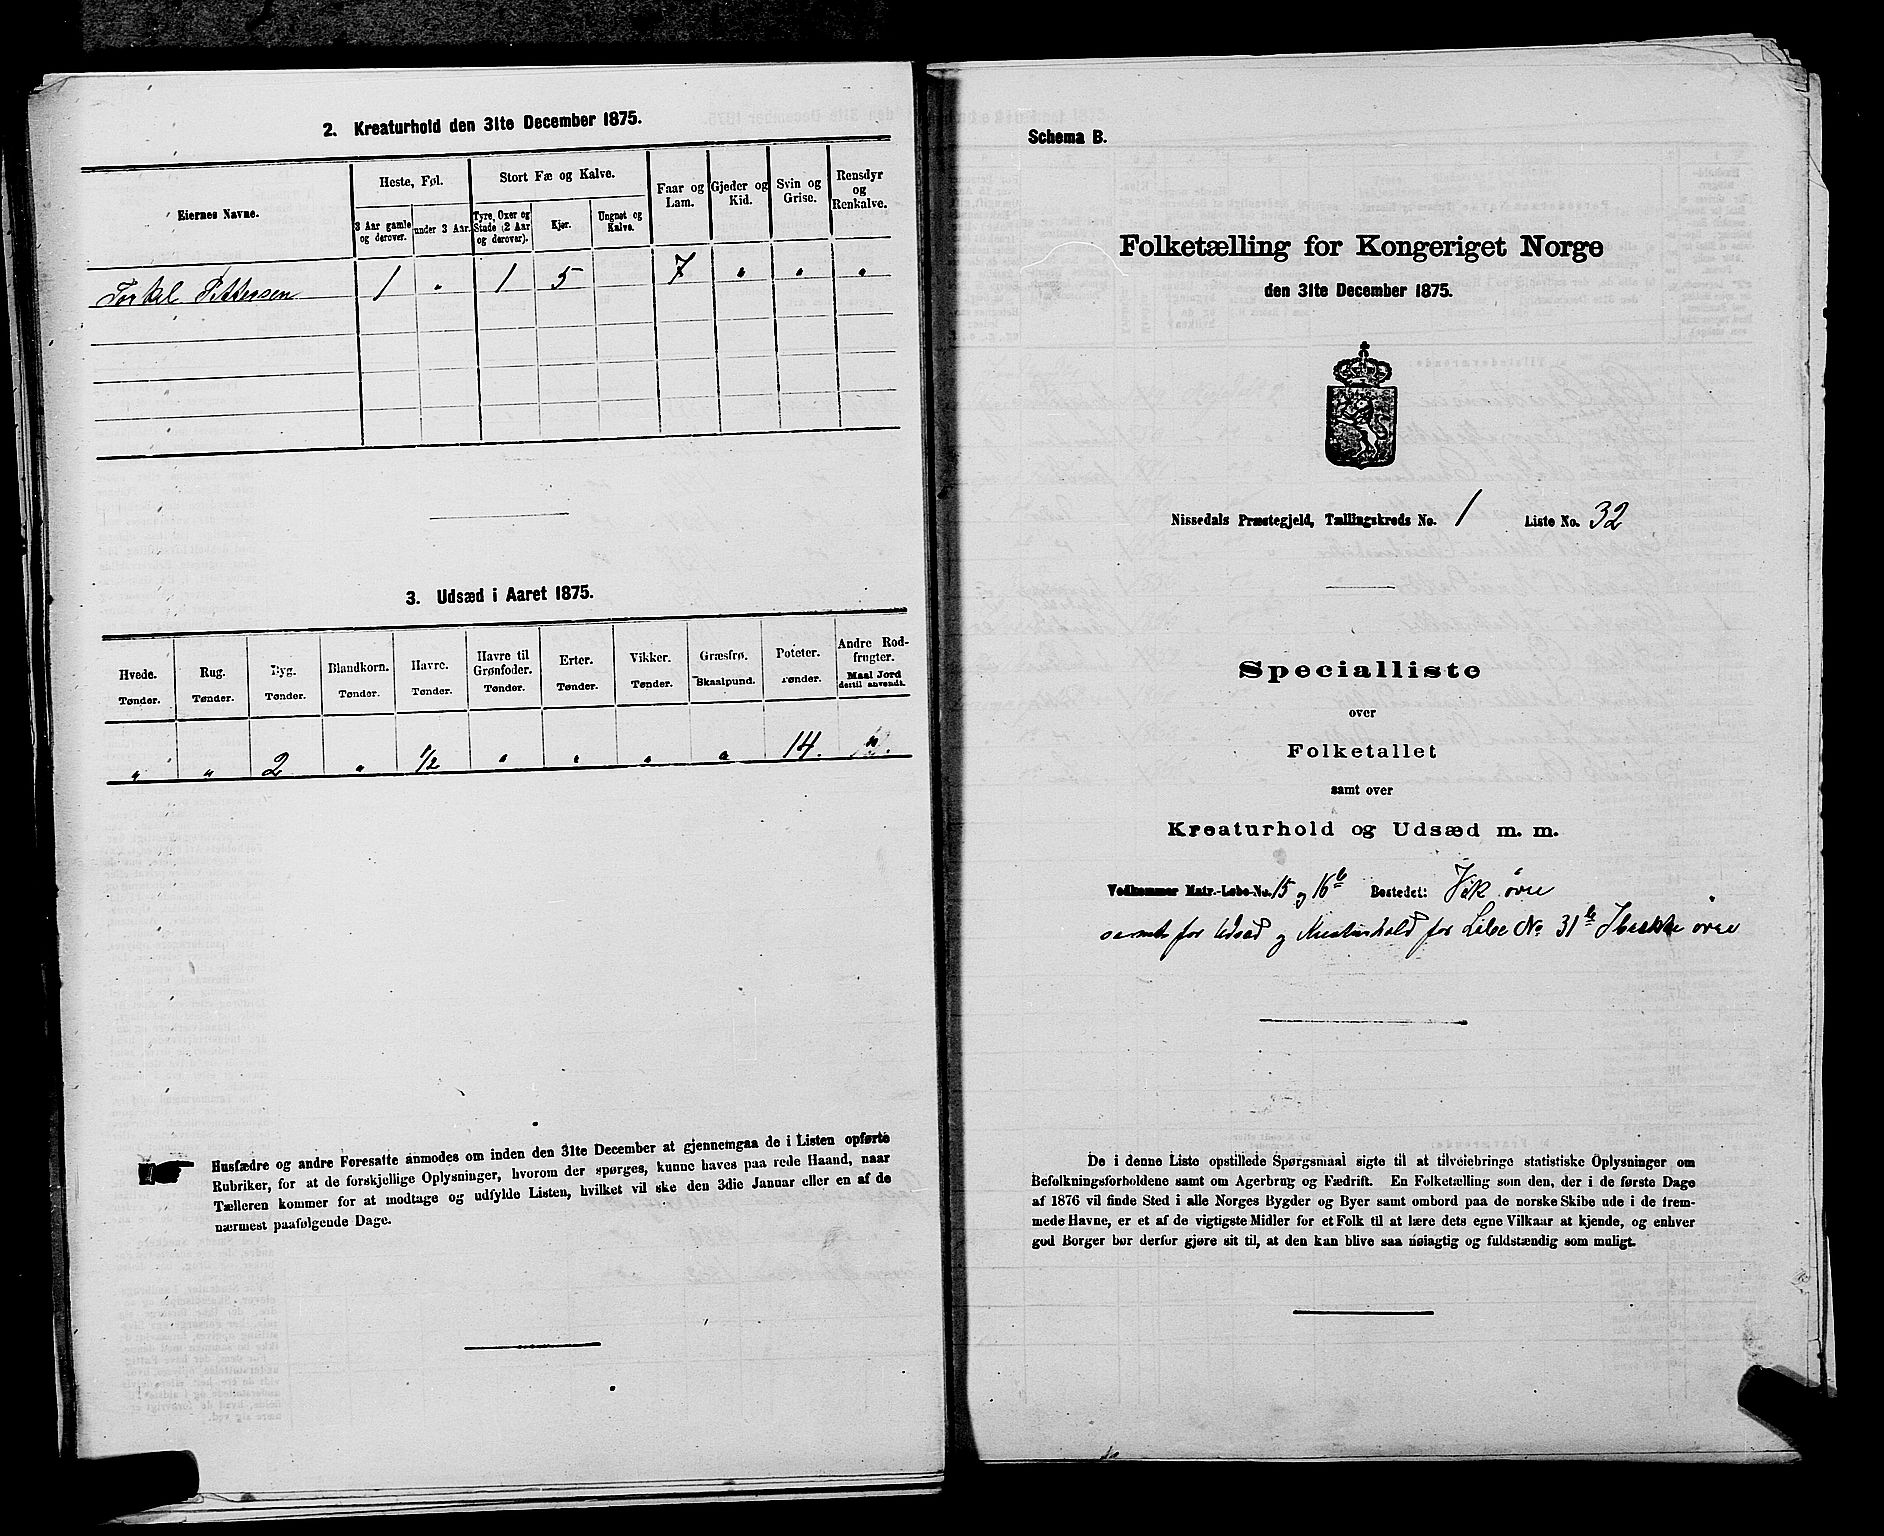 2. Kreaturhold den 31te December 1875.
Eiernes Navne.
Heste, Føl.
Stort Fæ og Kalve.
Faar og Lam.
Gjeder og Kid.
Svin og Grise.
Rensdyr og Renkalve.
3 Aar gamle og derover.
under 3 Aar.
Tyre, Oxer og Stude (2 Aar og derover).
Kjør.
Ungnøt og Kalve.
Torkel Pettersen 1 " 1 5 7 " " "
3. Udsæd i Aaret 1875.
Hvede. Rug. Byg. Blandkorn. Havre. Havre til Grønfoder. Erter. Vikker. Græsfrø. Poteter. Andre Rodfrugter.
Tønder. Tønder. Tønder. Tønder. Tønder. Tønder. Tønder. Tønder. Skaalpund. Tønder. Maal Jord dertil anvendt.
" " 2 " 1/2 " " " " 14.
Husfædre og andre Foresatte anmodes om inden den 31te December at gjennemgaa de i Listen opførte
Rubriker, for at de forskjellige Oplysninger, hvorom der spørges, kunne haves paa rede Haand, naar
Tælleren kommer for at modtage og udfylde Listen, hvilket vil ske den 3die Januar eller en af de
nærmest paafølgende Dage.
Schema B.
Folketælling for Kongeriget Norge
den 31te December 1875.
Nissedals Præstegjeld, Tællingskreds No. 1 Liste No. 32
Specialliste
over
Folketallet
samt over
Kreaturhold og Udsæd m. m.
Vedkommer Matr.-Løbe-No. 15 og 16b Bostedet: Vik øvre
samt for Udsæd og Kreaturhold for Løbe No 31b øvre
De i denne Liste opstillede Spørgsmaal sigte til at tilveiebringe statistiske Oplysninger om
Befolkningsforholdene samt om Agerbrug og Fædrift. En Folketælling som den, der i de første Dage
af 1876 vil finde Sted i alle Norges Bygder og Byer samt ombord paa de norske Skibe ude i de frem-
mede Havne, er et af de vigtigste Midler for et Folk til at lære dets egne Vilkaar at kjende, og enhver
god Borger bør derfor gjøre sit til, at den kan blive saa nøiagtig og fuldstændig som muligt.